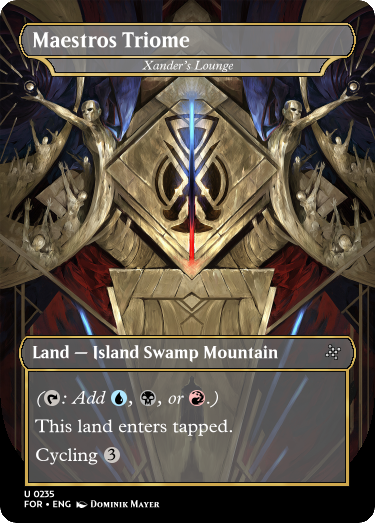 Maestros Triome
Xander's Lounge
Land — Island Swamp Mountain
(: Add , , or .)
This land enters tapped.
Cycling 3
U 0235
FOR • ENG Dominik Mayer